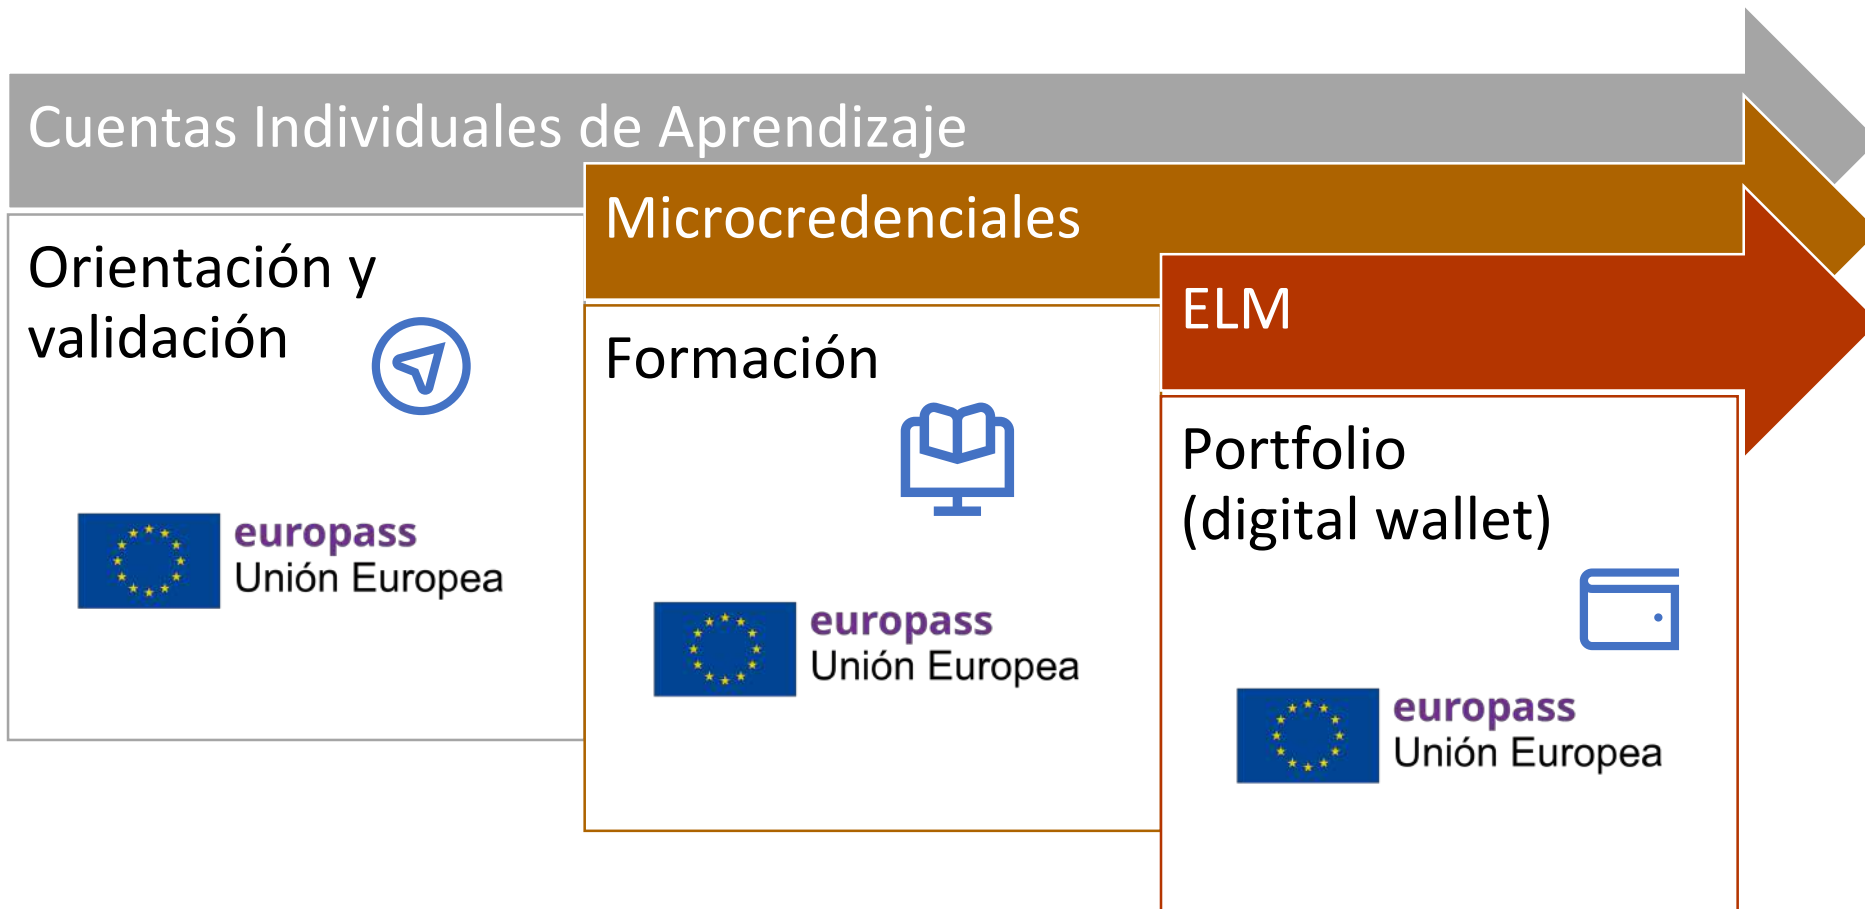 Cuentas Individuales de Aprendizaje
Orientación y
validación
europass
Unión Europea
Microcredenciales
Formación
europass
Unión Europea
ELM
Portfolio
(digital wallet)
europass
Unión Europea